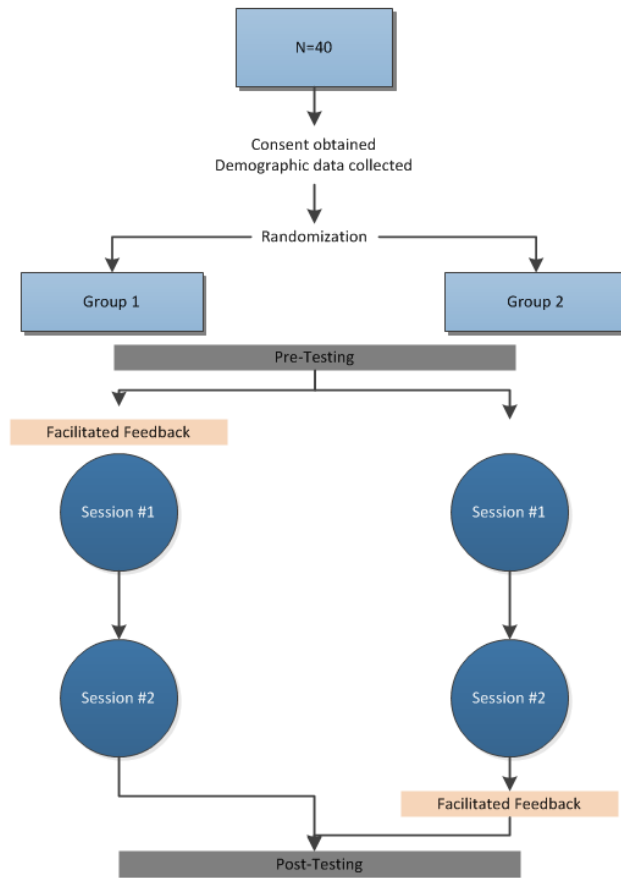 N=40
Consent obtained
Demographic data collected
Randomization
Group 1
Group 2
Pre-Testing
Facilitated Feedback
Session #1
Session #1
Session #2
Session #2
Facilitated Feedback
Post-Testing